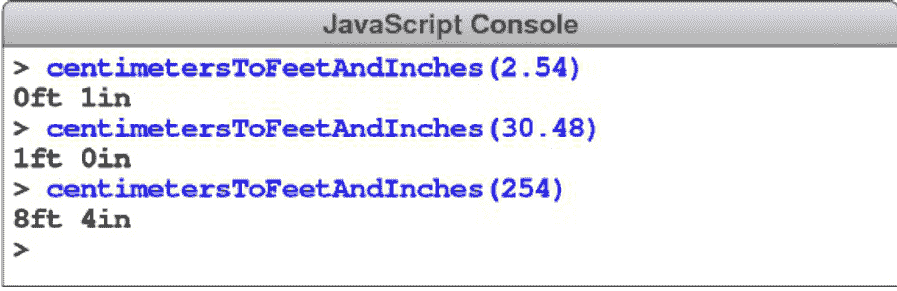 JavaScript Console
> centimetersToFeetAndInches(2.54)
0ft 1in
> centimetersToFeetAndInches(30.48)
1ft 0in
> centimetersToFeetAndInches(254)
8ft 4in
>